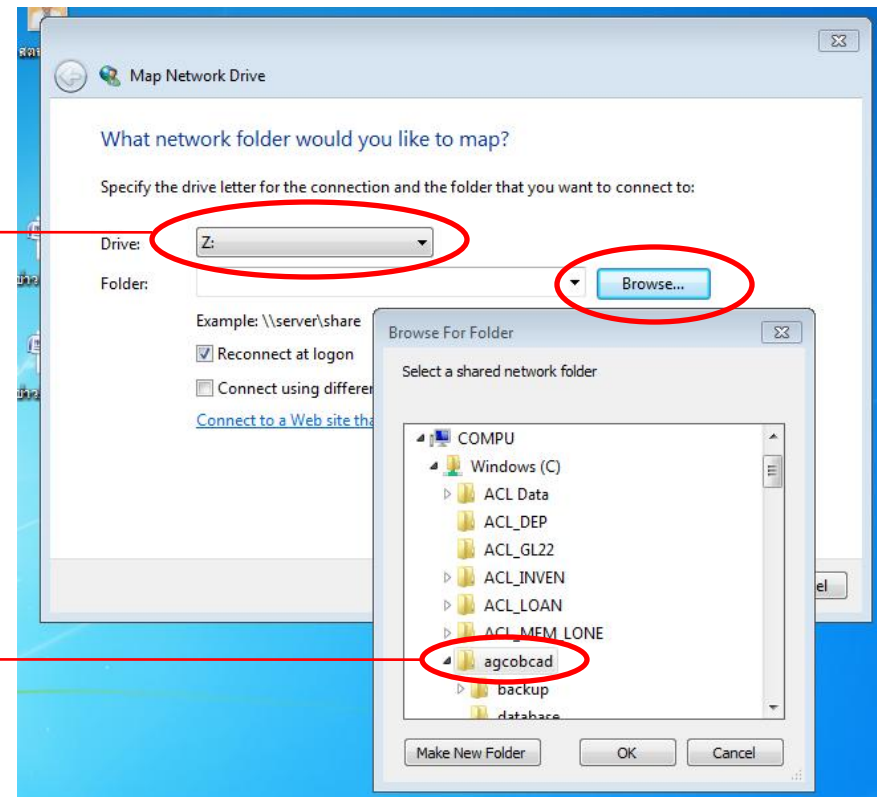 Map Network Drive
What network folder would you like to map?
Specify the drive letter for the connection and the folder that you want to connect to:
Drive: Z:
Folder: Browse...
Example: \\server\share
Reconnect at logon
Connect using differen
Connect to a Web site tha
Browse For Folder
Select a shared network folder
COMPU
Windows (C)
ACL Data
ACL_DEP
ACL_GL22
ACL_INVEN
ACL_LOAN
ACL_MEM_LONE
agcobcad
backup
database
Make New Folder OK Cancel
el